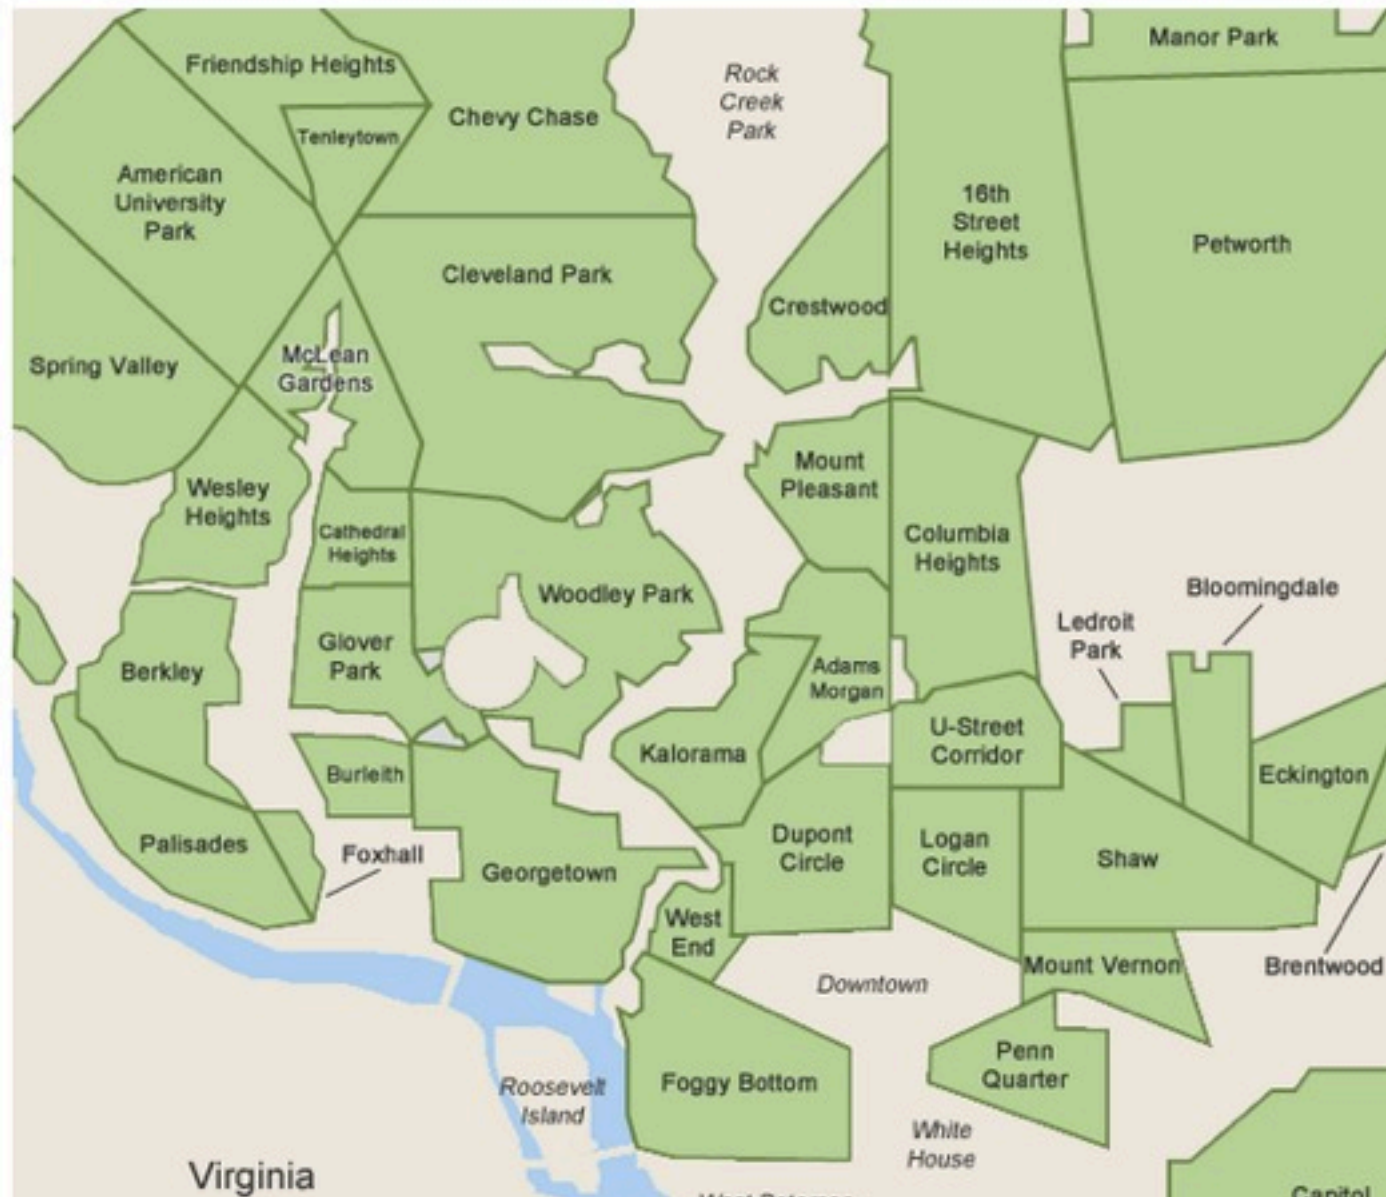 Manor Park
Friendship Heights
Rock
Creek
Park
Chevy Chase
Tenleytown
American
University
Park
16th
Street
Heights
Petworth
Cleveland Park
Crestwood
McLean
Gardens
Spring Valley
Mount
Pleasant
Wesley
Heights
Cathedral
Heights
Columbia
Heights
Bloomingdale
Woodley Park
Ledroit
Park
Glover
Park
Berkley
Adams
Morgan
U-Street
Corridor
Kalorama
Burleith
Eckington
Palisades
Foxhall
Georgetown
Dupont
Circle
Logan
Circle
Shaw
West
End
Mount Vernon
Brentwood
Downtown
Penn
Quarter
Foggy Bottom
Roosevelt
Island
White
House
Virginia
Capitol